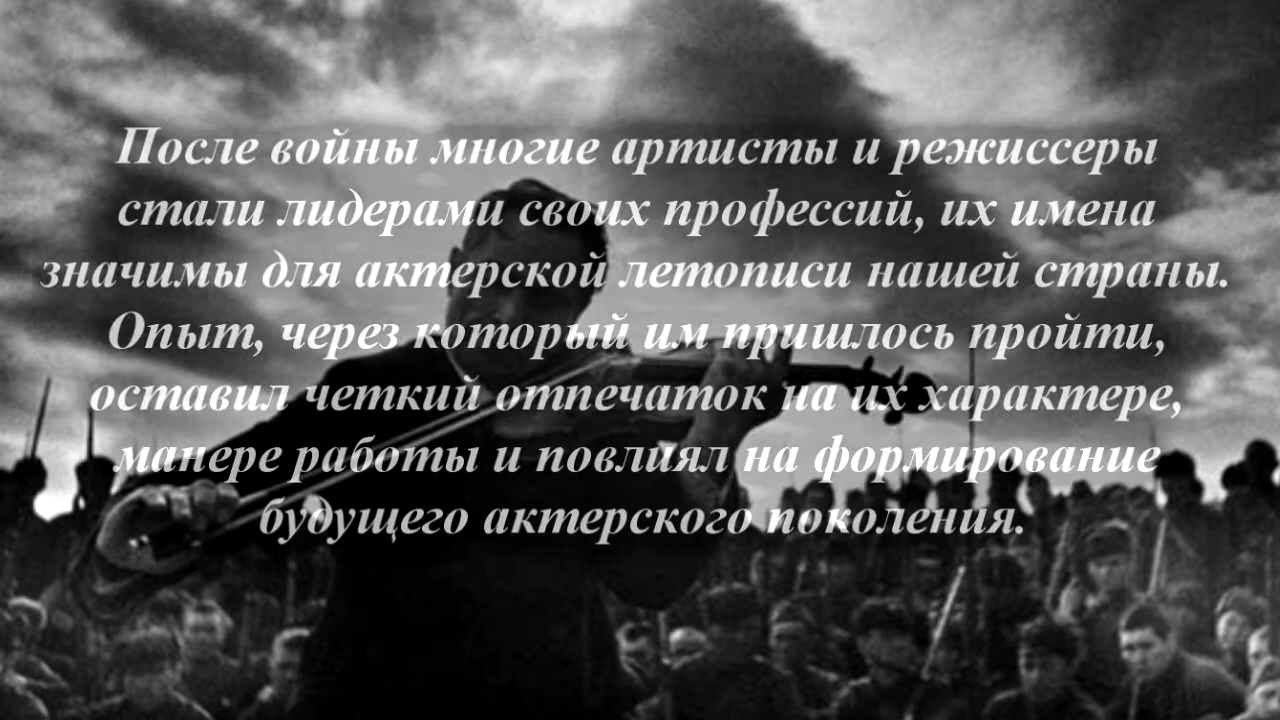 После войны многие артисты и режиссеры
стали лидерами своих профессий, их имена
значимы для актерской летописи нашей страны.
Опыт, через который им пришлось пройти,
оставил четкий отпечаток на их характере,
манере работы и повлиял на формирование
будущего актерского поколения.